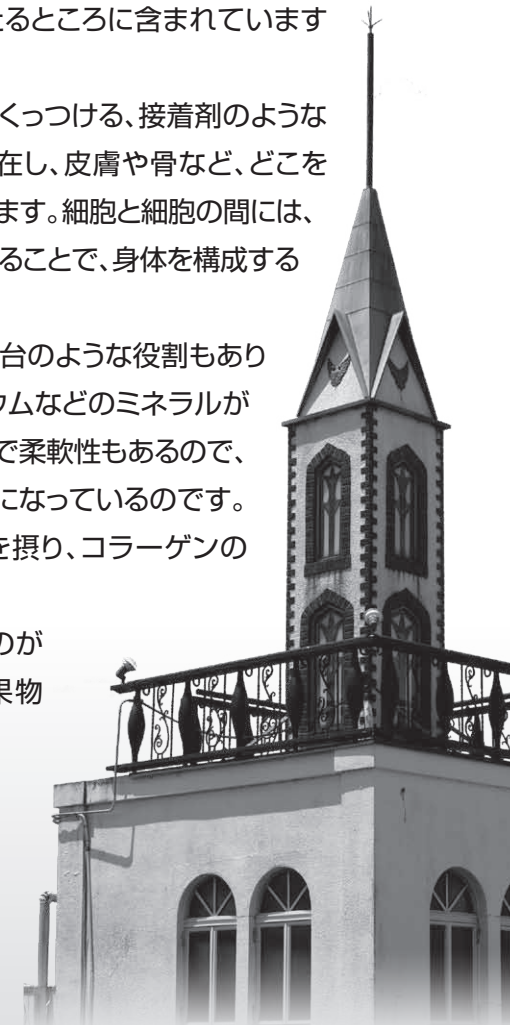 たるところに含まれています
くっつける、接着剤のような
在し、皮膚や骨など、どこを
ます。細胞と細胞の間には、
ることで、身体を構成する
台のような役割もあり
ウムなどのミネラルが
で柔軟性もあるので、
になっているのです。
を摂り、コラーゲンの
のが
果物